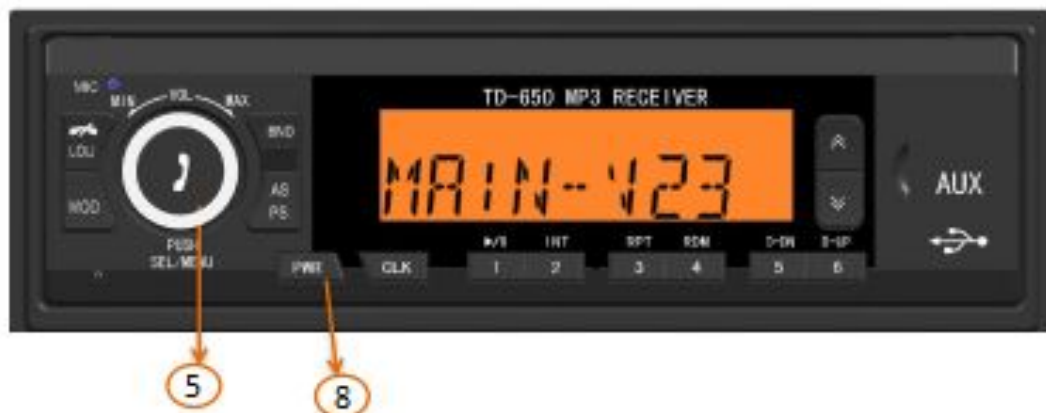 MIC
MIN VOL MAX
LOU
BND
MOD
AS
PS
PUSH
SEL/MENU
PWR
CLK
TD-650 MP3 RECEIVER
MAIN-V23
INT
RPT
RDM
D-DN
D-UP
1
2
3
4
5
6
AUX
5
8